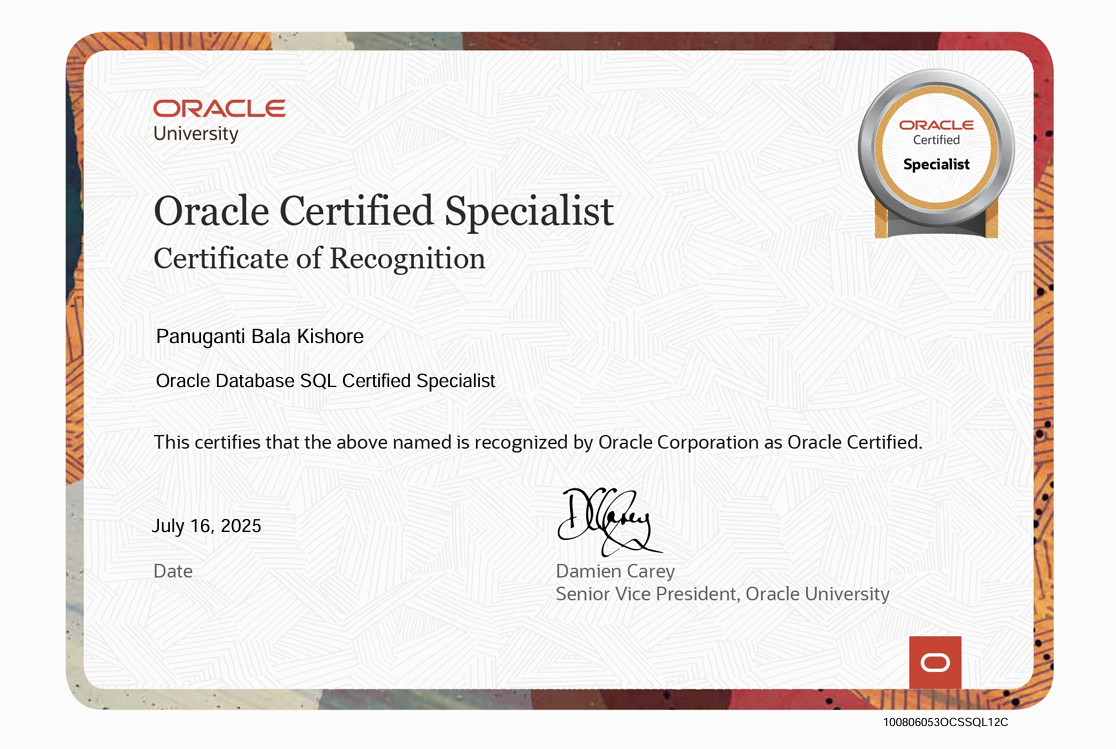 ORACLE
University
ORACLE
Certified
Specialist
Oracle Certified Specialist
Certificate of Recognition
Panuganti Bala Kishore
Oracle Database SQL Certified Specialist
This certifies that the above named is recognized by Oracle Corporation as Oracle Certified.
July 16, 2025
DCarey
Date
Damien Carey
Senior Vice President, Oracle University
100806053OCSSQL12C